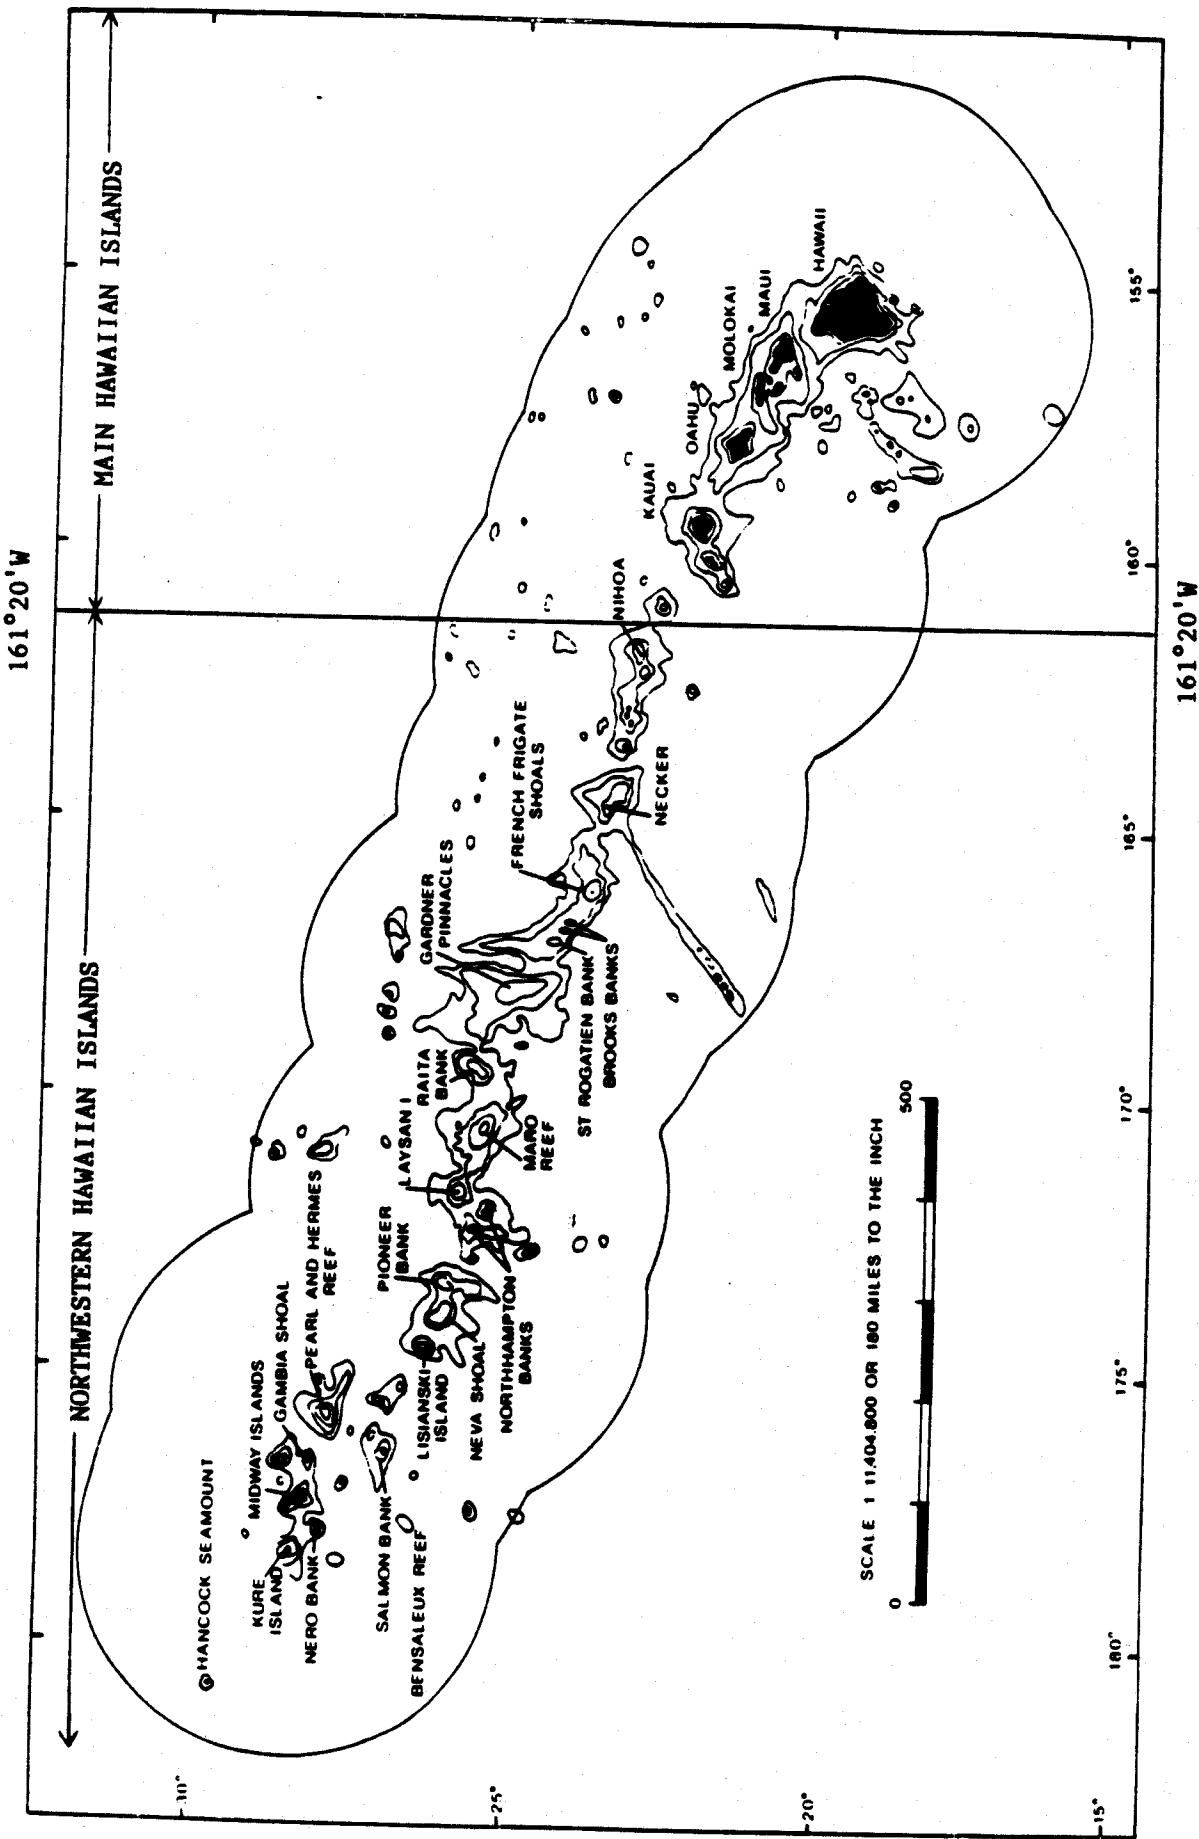 NORTHWESTERN HAWAIIAN ISLANDS
MAIN HAWAIIAN ISLANDS
161°20'W
HANCOCK SEAMOUNT
KURE
ISLAND
MIDWAY ISLANDS
GAMBIA SHOAL
NERO BANK
PEARL AND HERMES
REEF
SALMON BANK
BENSALEUX REEF
LISIANSKI
ISLAND
PIONEER
BANK
NEVA SHOAL
NORTHHAMPTON
BANKS
LAYSAN I
RAITA
BANK
MARO
REEF
GARDNER
PINNACLES
ST ROGATIEN BANK
BROOKS BANKS
FRENCH FRIGATE
SHOALS
NECKER
NIHOA
KAUAI
OAHU
MOLOKAI
MAUI
HAWAII
25°
20°
15°
SCALE 1 11,404,800 OR 180 MILES TO THE INCH
0
500
180°
175°
170°
165°
160°
155°
161°20'W